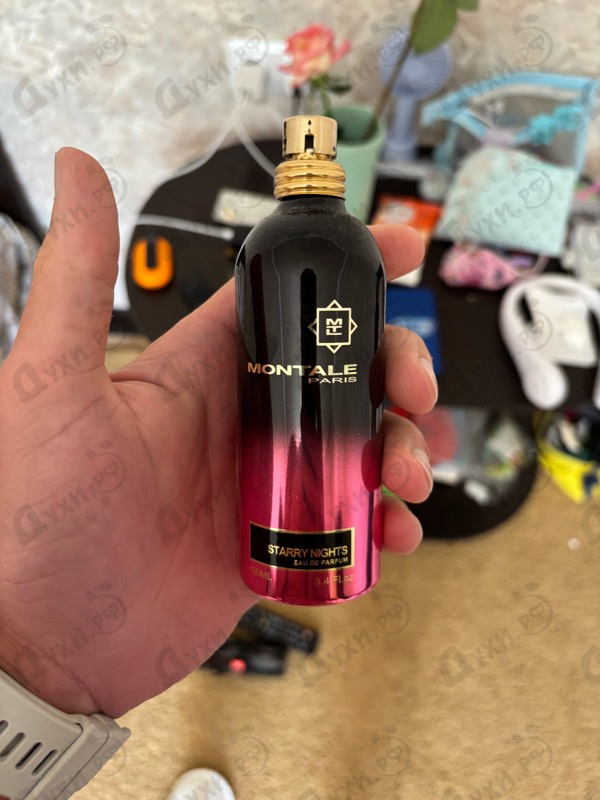 MONTALE
PARIS
STARRY NIGHTS
EAU DE PARFUM
100ML 3.4 Fl.oz
Духи.рф